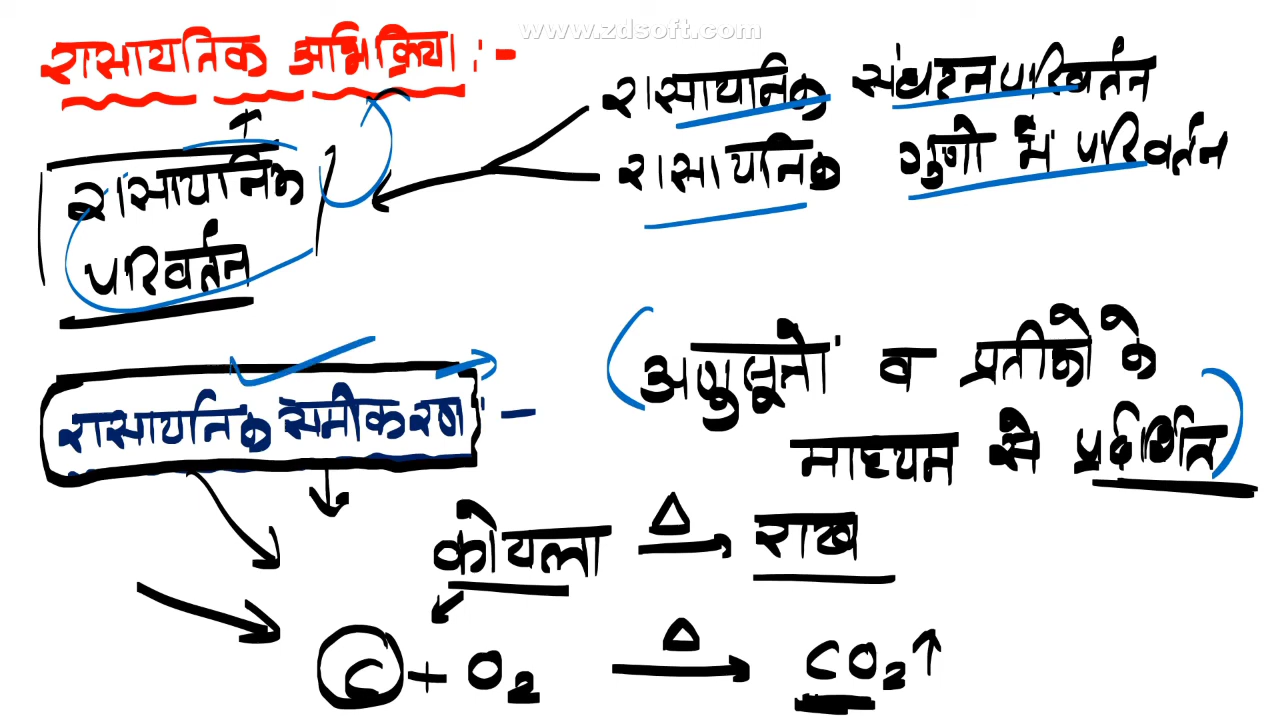 www.zdsoft.com
रासायनिक अभिक्रिया :-
रासायनिक संघटन परिवर्तन
रासायनिक गुणो में परिवर्तन
रासायनिक
परिवर्तन
रासायनिक समीकरण :-
अणुसूत्रों व प्रतीको के
माध्यम से प्रदर्शित
कोयला △→ राख
C + O₂ △→ CO₂↑